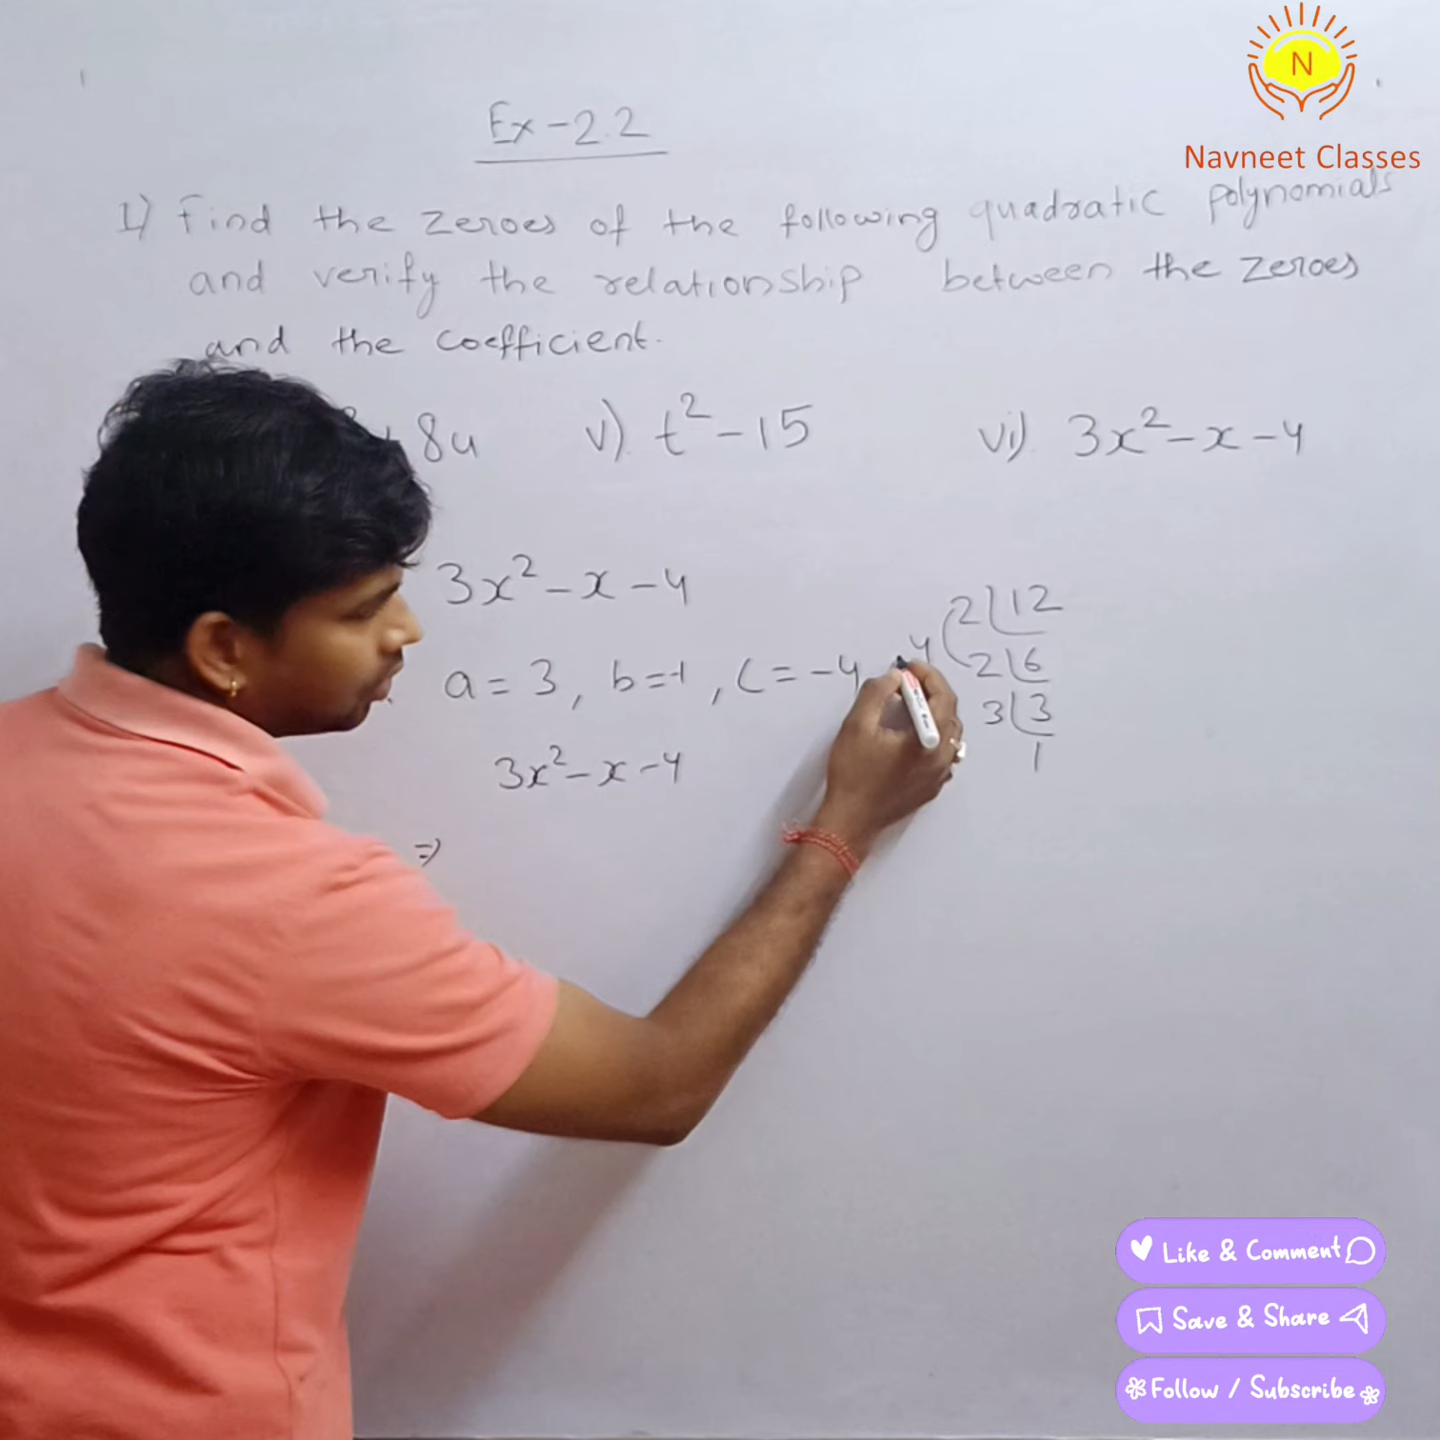 N
Navneet Classes
Ex-2.2
1) Find the zeroes of the following quadratic polynomials
and verify the relationship between the zeroes
and the coefficient.
+ 8u v) t²-15 vi) 3x²-x-4
3x²-x-4
a=3, b=-1, c=-4
3x²-x-4
⇒
4
2 12
2 6
3 3
1
Like & Comment
Save & Share
Follow / Subscribe